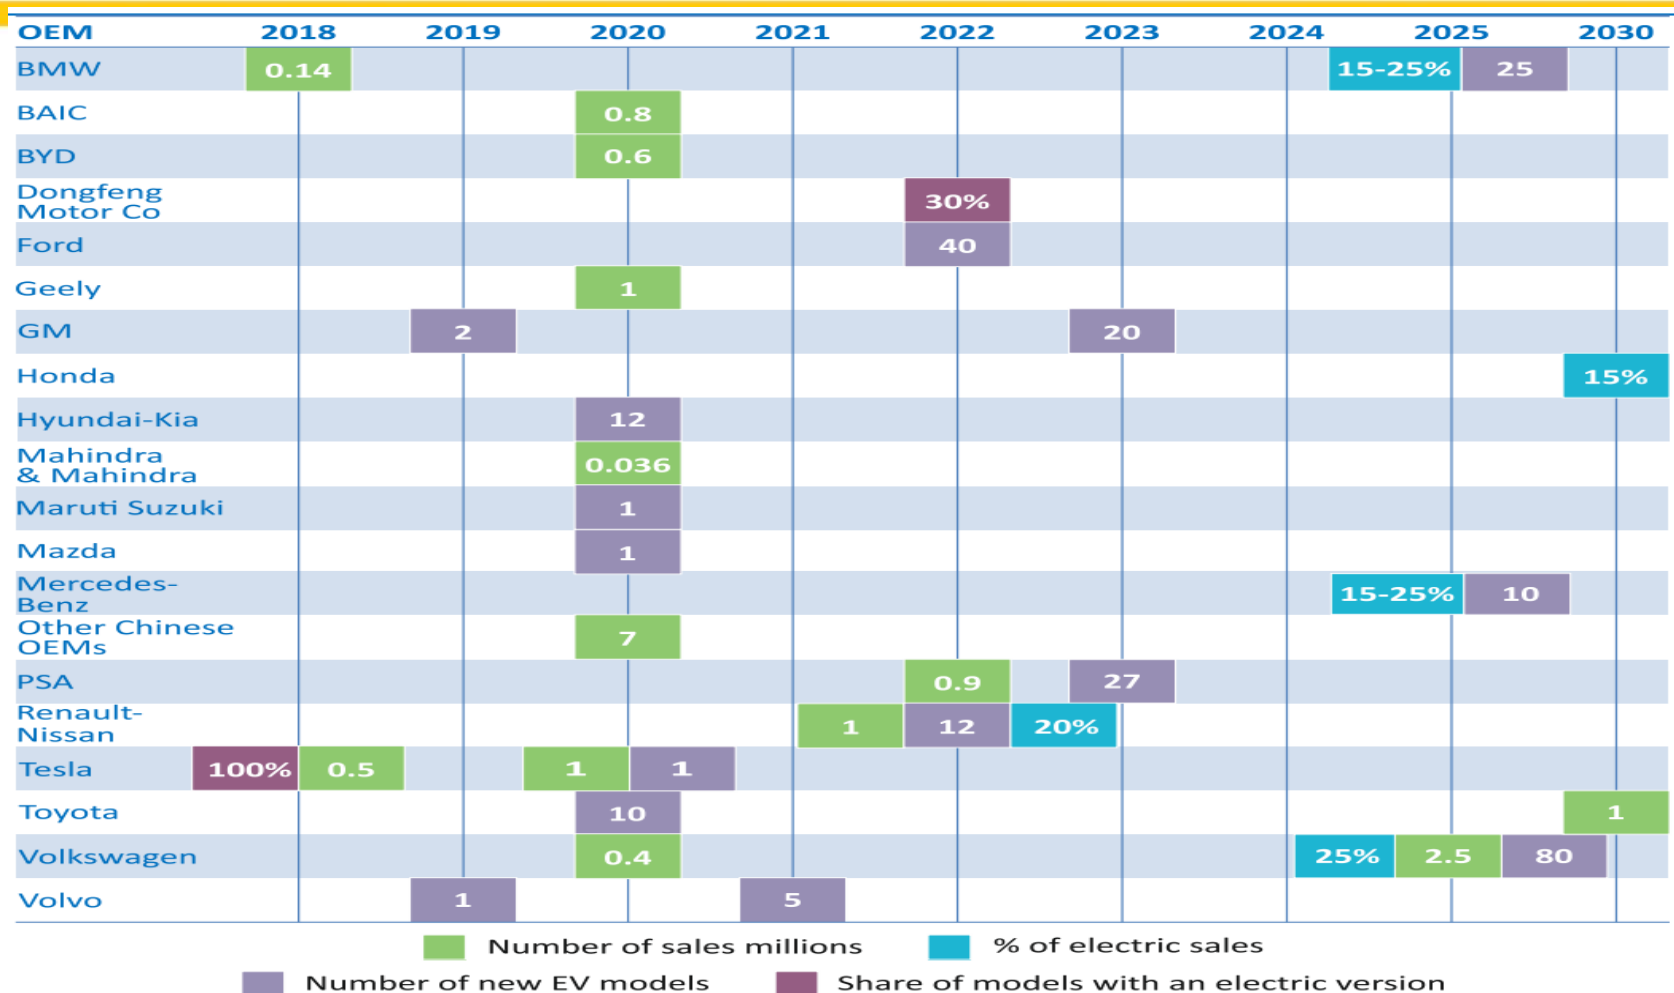 OEM 2018 2019 2020 2021 2022 2023 2024 2025 2030
BMW 0.14 15-25% 25
BAIC 0.8
BYD 0.6
Dongfeng
Motor Co 30%
Ford 40
Geely 1
GM 2 20
Honda 15%
Hyundai-Kia 12
Mahindra
& Mahindra 0.036
Maruti Suzuki 1
Mazda 1
Mercedes-
Benz 15-25% 10
Other Chinese
OEMs 7
PSA 0.9 27
Renault-
Nissan 1 12 20%
Tesla 100% 0.5 1 1
Toyota 10 1
Volkswagen 0.4 25% 2.5 80
Volvo 1 5
Number of sales millions % of electric sales
Number of new EV models Share of models with an electric version